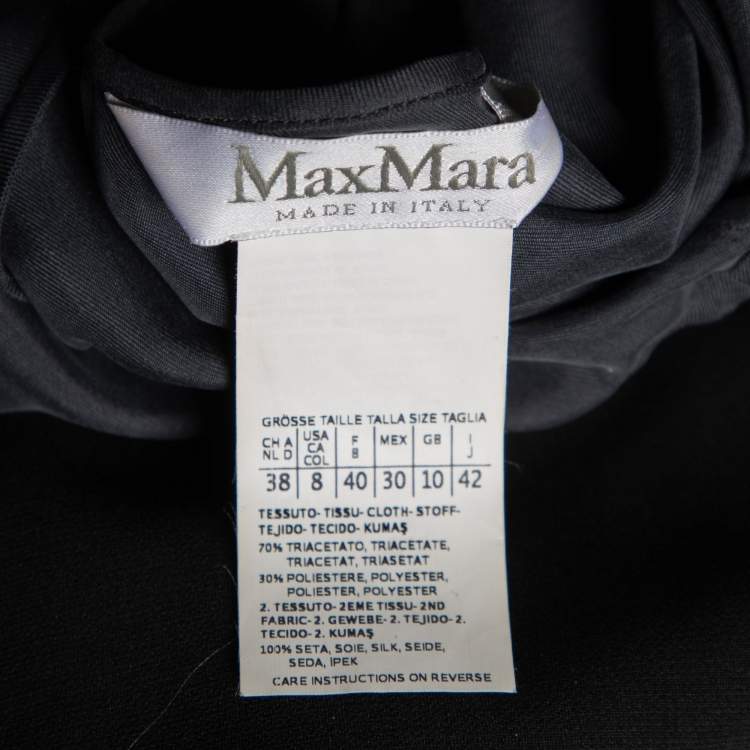 MaxMara
MADE IN ITALY
GRÖSSE TAILLE TALLA SIZE TAGLIA
CH A NL D USA CA COL F B MEX GB I J
38 8 40 30 10 42
TESSUTO-TISSU-CLOTH-STOFF-
TEJIDO-TECIDO-KUMAŞ
70% TRIACETATO, TRIACETATE,
TRIACETAT, TRIASETAT
30% POLIESTERE, POLYESTER,
POLIESTER, POLYESTER
2. TESSUTO-2EME TISSU-2ND
FABRIC-2. GEWEBE-2. TEJIDO-2.
TECIDO-2. KUMAŞ
100% SETA, SOIE, SILK, SEIDE,
SEDA, IPEK
CARE INSTRUCTIONS ON REVERSE